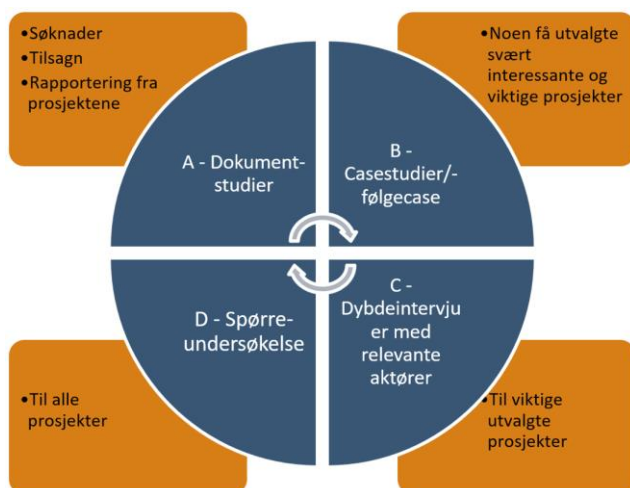 •Søknader
•Tilsagn
•Rapportering fra
prosjektene
•Noen få utvalgte
svært
interessante og
viktige prosjekter
A - Dokument-
studier
B -
Casestudier/-
følgecase
D - Spørre-
undersøkelse
C -
Dybdeintervju
er med
relevante
aktører
•Til alle
prosjekter
•Til viktige
utvalgte
prosjekter